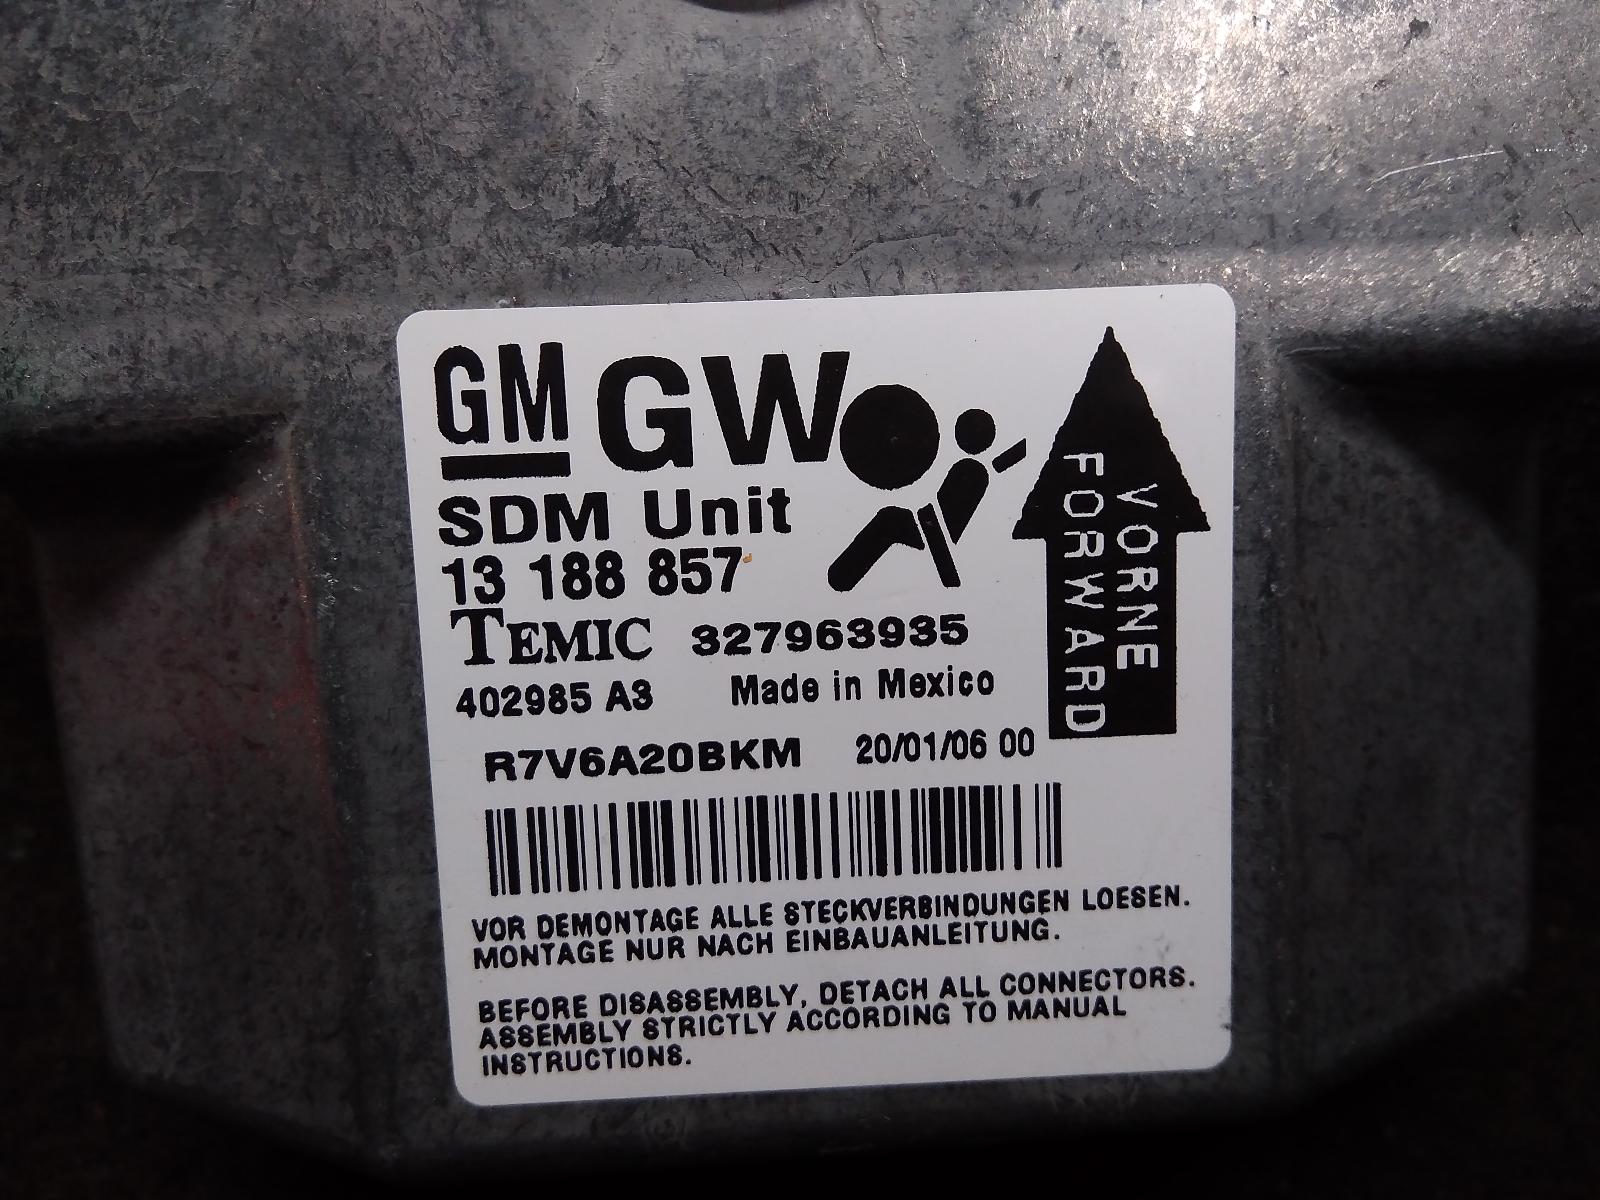 GM GW
SDM Unit
13 188 857
TEMIC 327963935
402985 A3 Made in Mexico
R7V6A20BKM 20/01/06 00
VORNE
FORWARD
VOR DEMONTAGE ALLE STECKVERBINDUNGEN LOESEN.
MONTAGE NUR NACH EINBAUANLEITUNG.
BEFORE DISASSEMBLY, DETACH ALL CONNECTORS.
ASSEMBLY STRICTLY ACCORDING TO MANUAL
INSTRUCTIONS.